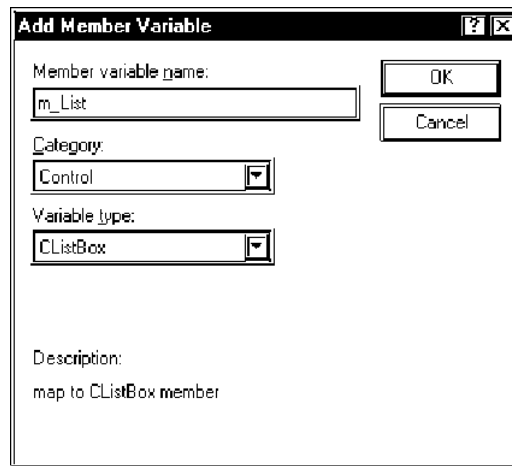 Add Member Variable
Member variable name:
OK
m_List
Cancel
Category:
Control
Variable type:
CListBox
Description:
map to CListBox member